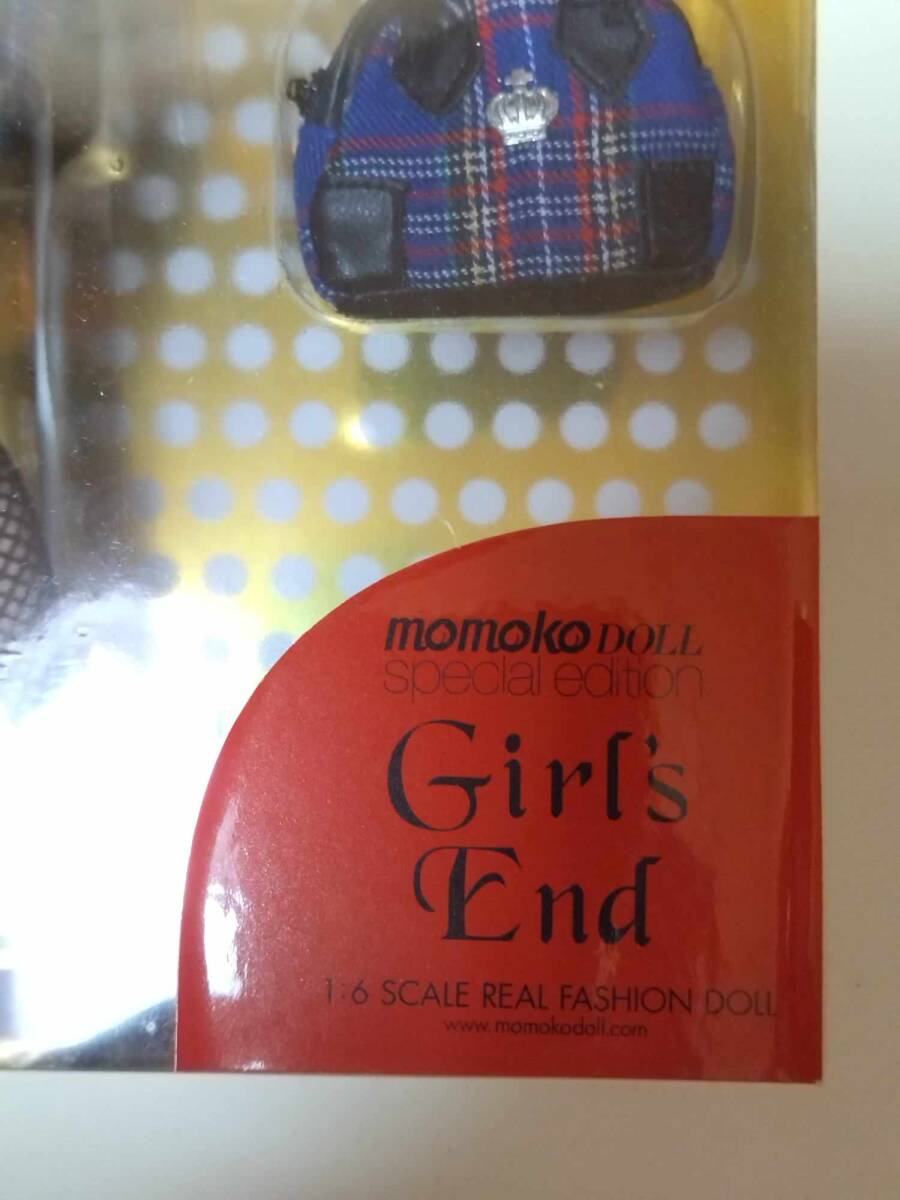 momoko DOLL
special edition
Girl's
End
1:6 SCALE REAL FASHION DOLL
www.momokodoll.com